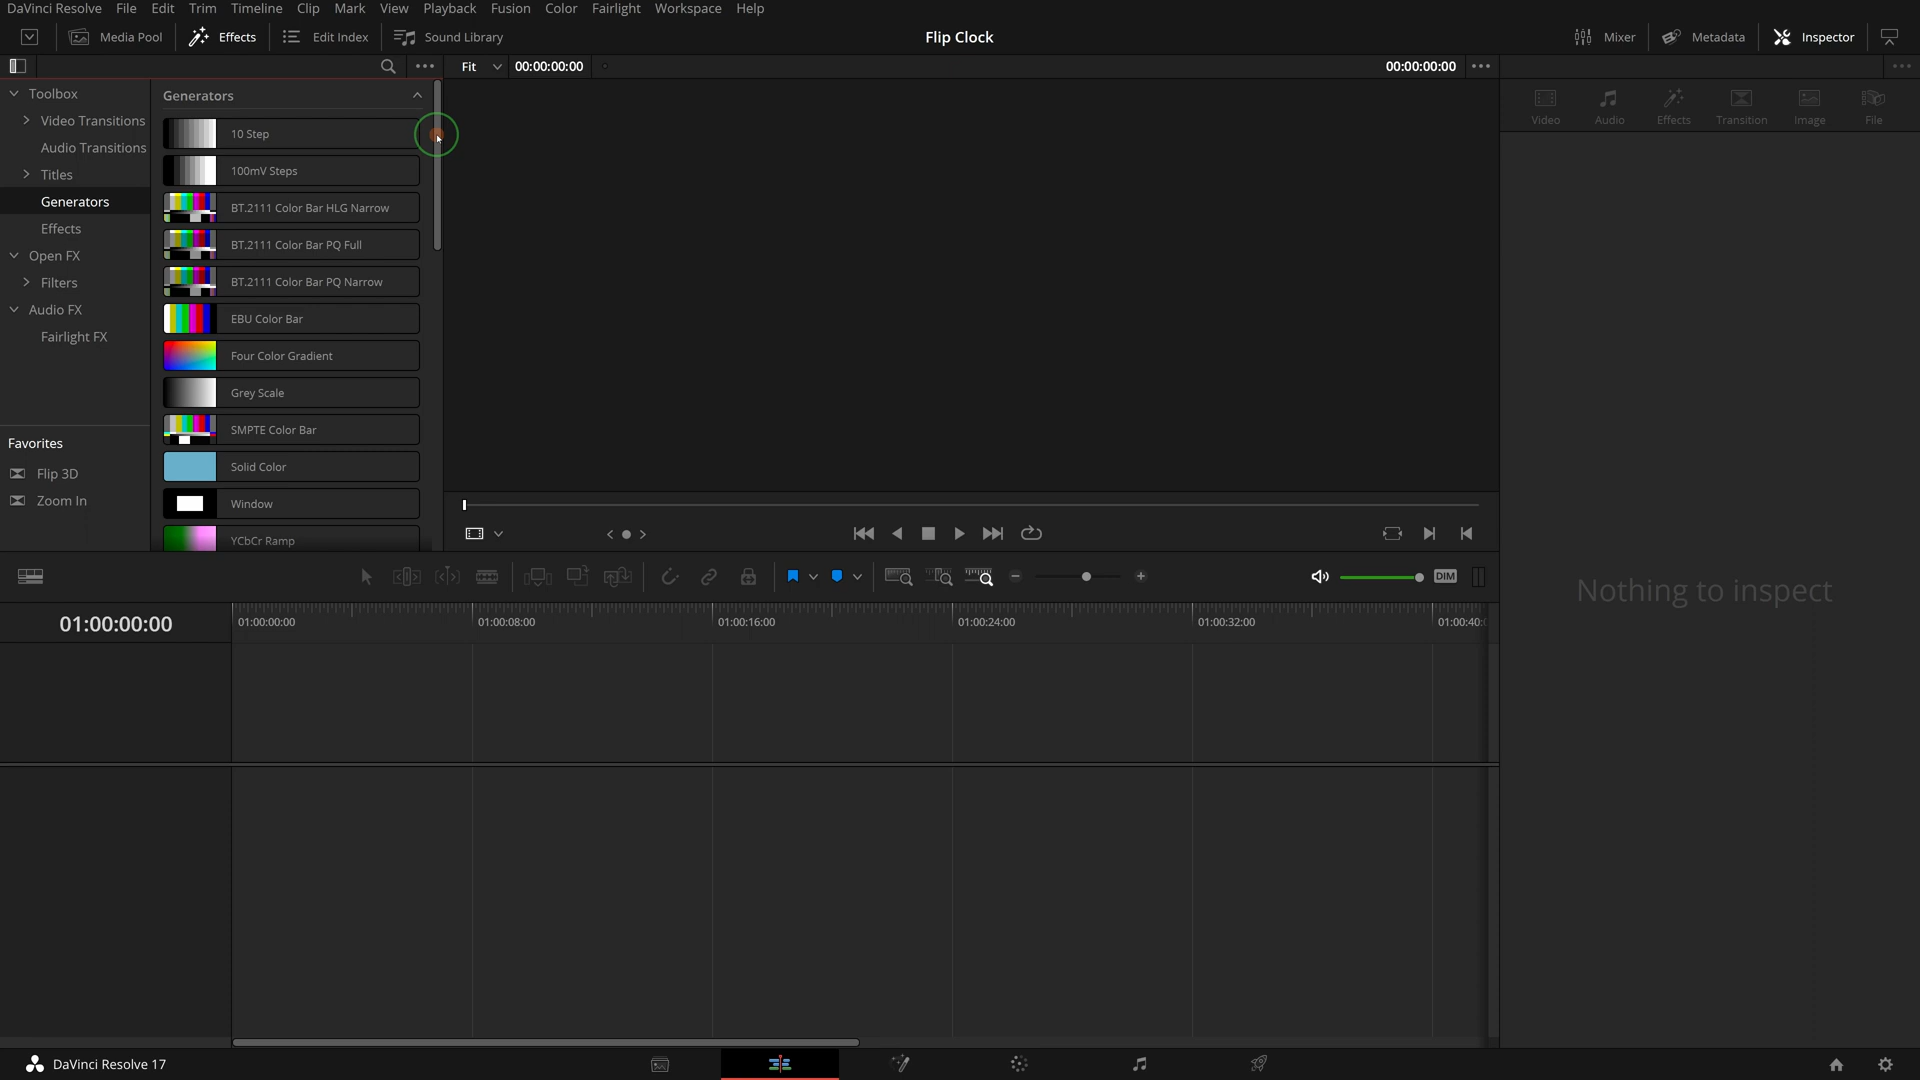 DaVinci Resolve File Edit Trim Timeline Clip Mark View Playback Fusion Color Fairlight Workspace Help
Media Pool Effects Edit Index Sound Library Flip Clock Mixer Metadata Inspector
Fit 00:00:00:00 00:00:00:00
Toolbox
Video Transitions
Audio Transitions
Titles
Generators
Effects
Open FX
Filters
Audio FX
Fairlight FX
Favorites
Flip 3D
Zoom In
Generators
10 Step
100mV Steps
BT.2111 Color Bar HLG Narrow
BT.2111 Color Bar PQ Full
BT.2111 Color Bar PQ Narrow
EBU Color Bar
Four Color Gradient
Grey Scale
SMPTE Color Bar
Solid Color
Window
YCbCr Ramp
Video Audio Effects Transition Image File
Nothing to inspect
DIM
01:00:00:00
01:00:00:00 01:00:08:00 01:00:16:00 01:00:24:00 01:00:32:00 01:00:40:
DaVinci Resolve 17